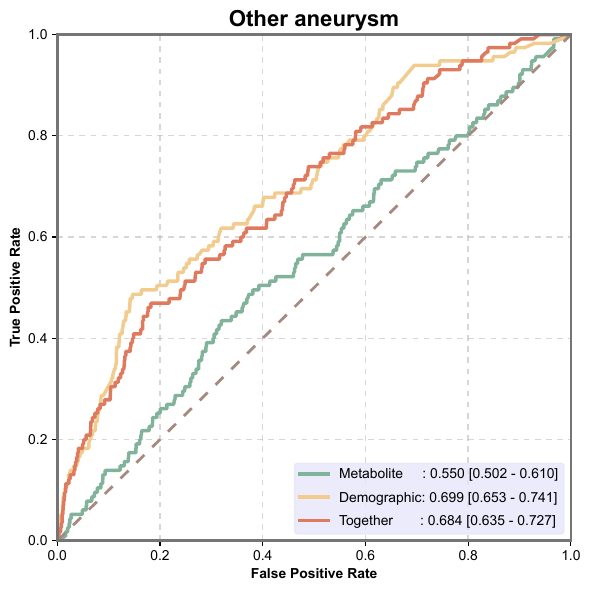 Other aneurysm
1.0
0.8
0.6
0.4
0.2
0.0
True Positive Rate
Metabolite : 0.550 [0.502 - 0.610]
Demographic: 0.699 [0.653 - 0.741]
Together : 0.684 [0.635 - 0.727]
0.0 0.2 0.4 0.6 0.8 1.0
False Positive Rate